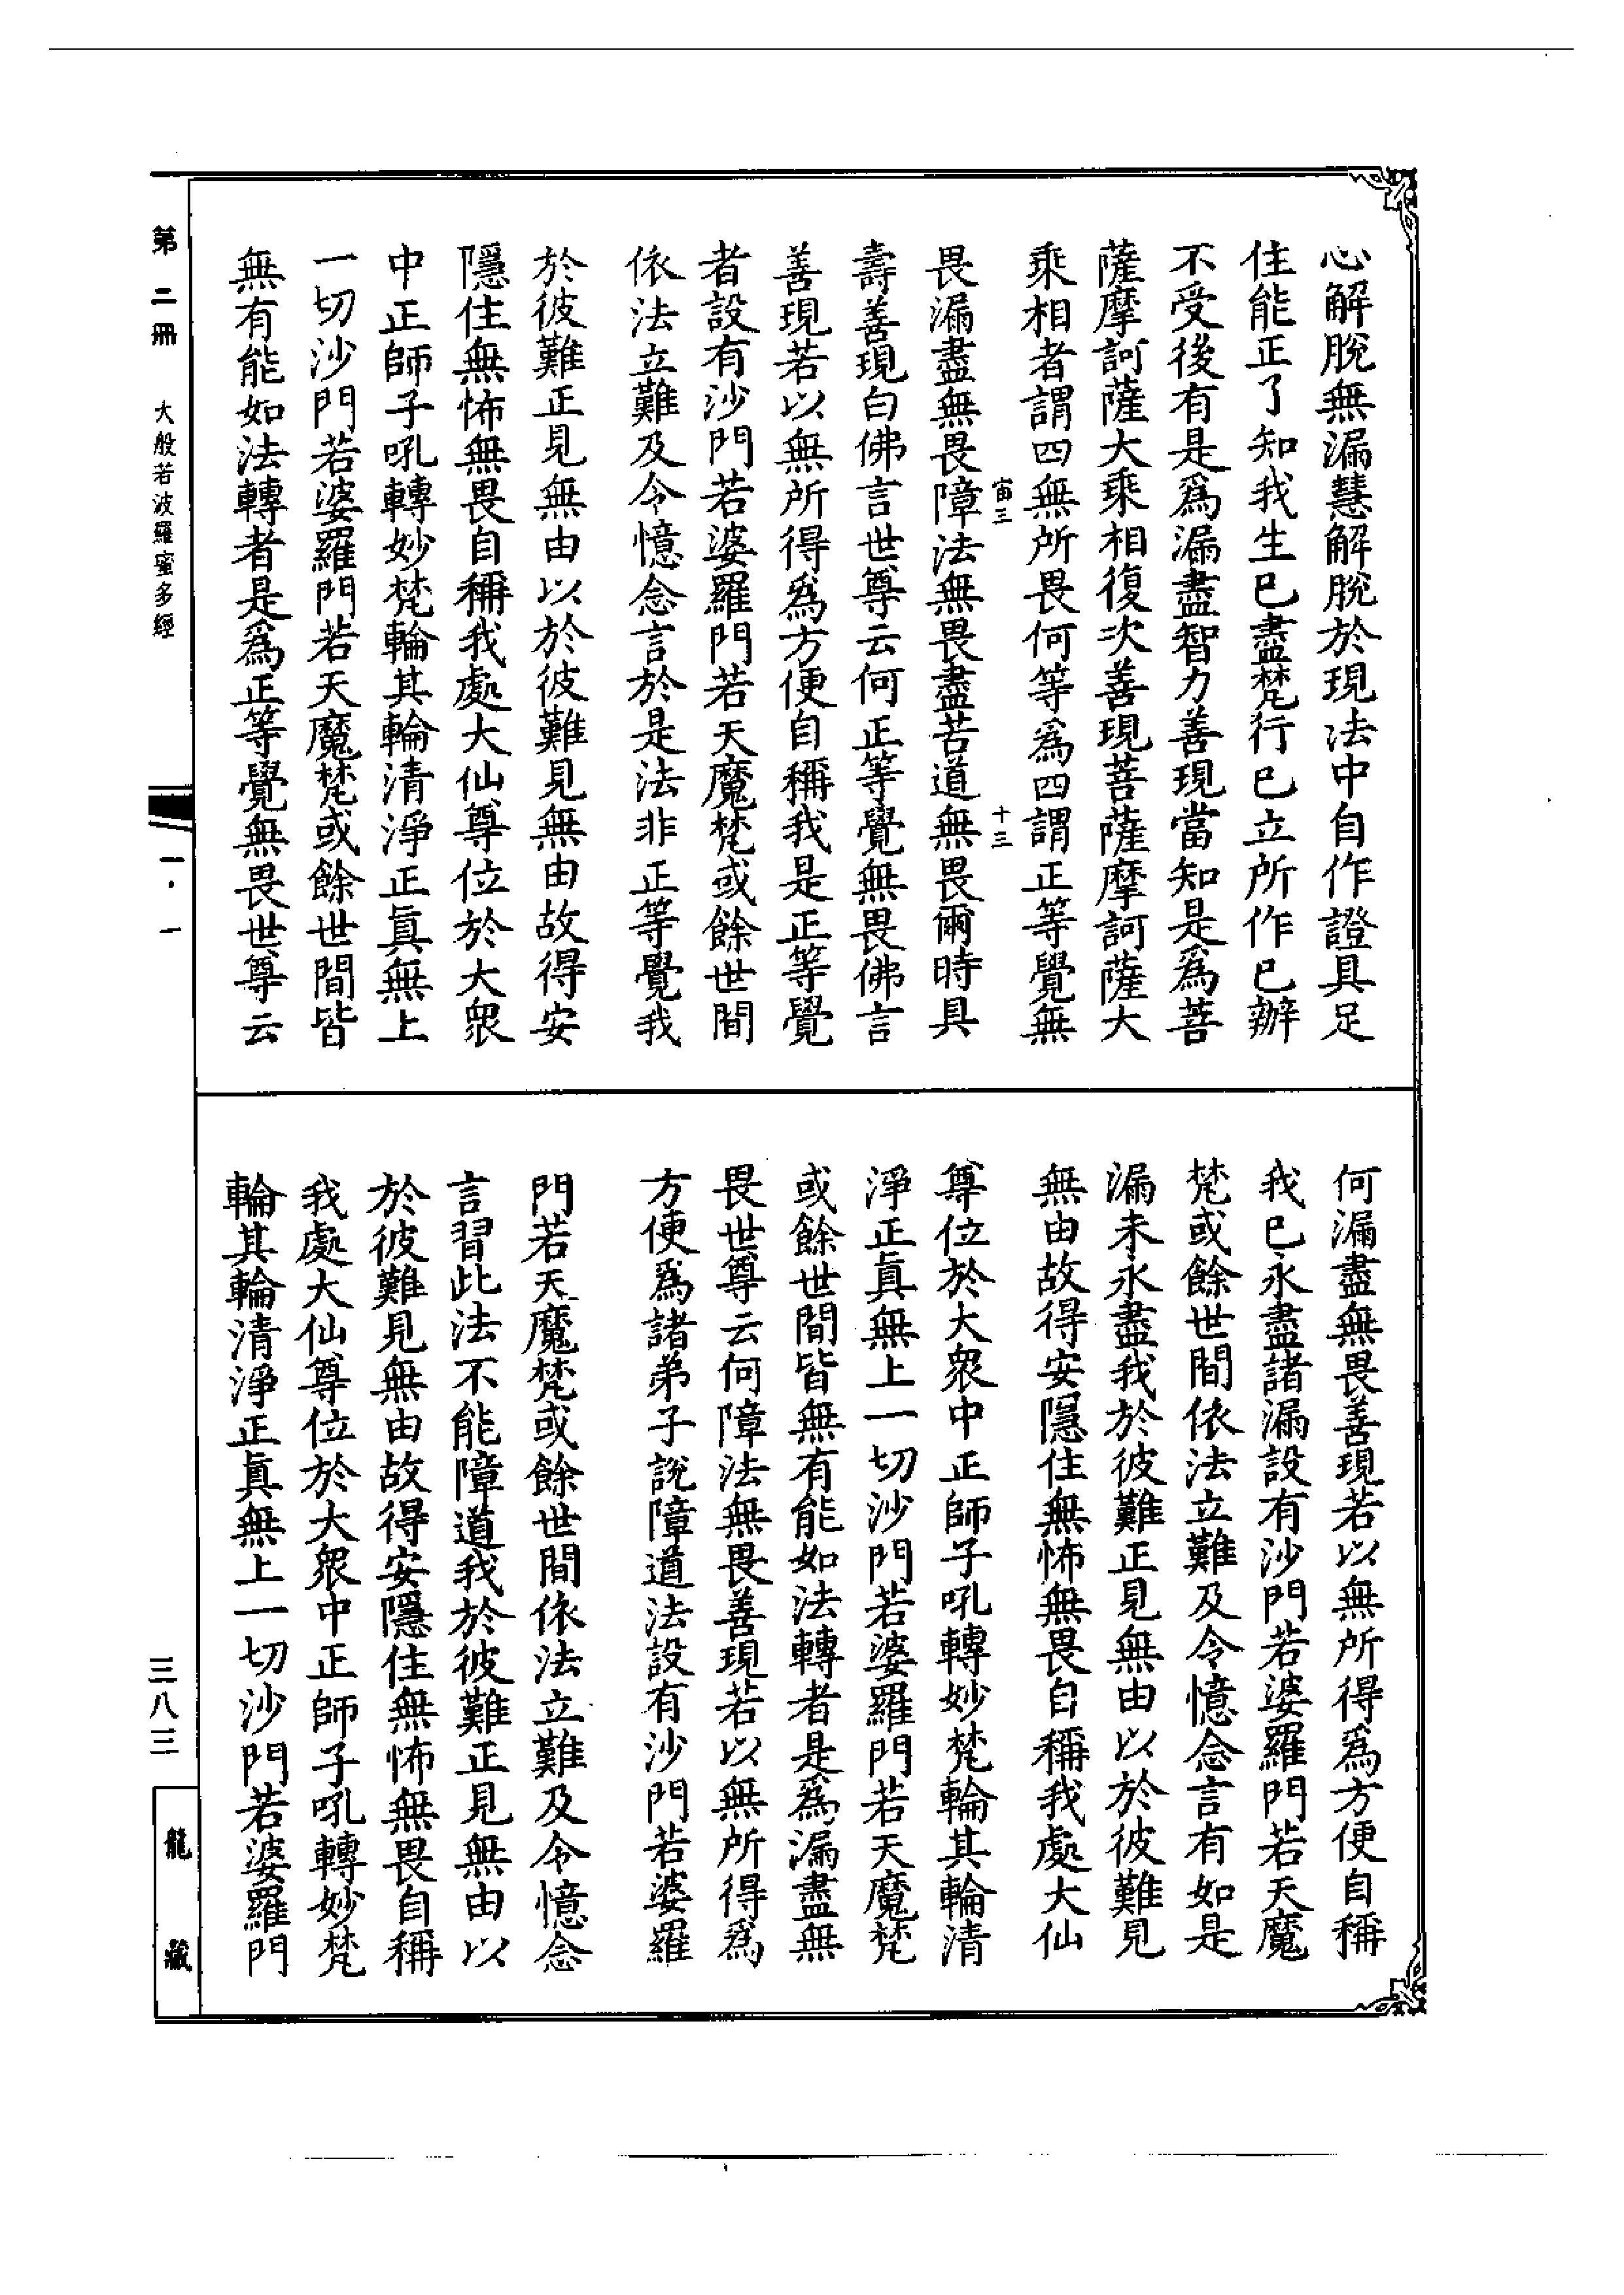 心解脫無漏慧解脫於現法中自作證具足
住能正了知我生已盡梵行已立所作已辦
不受後有是爲漏盡智力善現當知是爲菩
薩摩訶薩大乘相復次善現菩薩摩訶薩大
乘相者謂四無所畏何等爲四謂正等覺無
十三
畏漏盡無畏障法無畏盡苦道無畏爾時具
壽善現白佛言世尊云何正等覺無畏佛言
善現若以無所得爲方便自稱我是正等覺
者設有沙門若婆羅門若天魔梵或餘世間
依法立難及令憶念言於是法非正等覺我
於彼難正見無由以於彼難見無由故得安
隱住無怖無畏自稱我處大仙尊位於大衆
中正師子吼轉妙梵輪其輪清淨正眞無上
一切沙門若婆羅門若天魔梵或餘世間皆
無有能如法轉者是爲正等覺無畏世尊云
何漏盡無畏善現若以無所得爲方便自稱
我已永盡諸漏設有沙門若婆羅門若天魔
梵或餘世間依法立難及令憶念言有如是
漏未永盡我於彼難正見無由以於彼難見
無由故得安隱住無怖無畏自稱我處大仙
尊位於大衆中正師子吼轉妙梵輪其輪清
淨正眞無上一切沙門若婆羅門若天魔梵
或餘世間皆無有能如法轉者是爲漏盡無
畏世尊云何障法無畏善現若以無所得爲
方便爲諸弟子說障道法設有沙門若婆羅
門若天魔梵或餘世間依法立難及令憶念
言習此法不能障道我於彼難正見無由以
於彼難見無由故得安隱住無怖無畏自稱
我處大仙尊位於大衆中正師子吼轉妙梵
輪其輪清淨正眞無上一切沙門若婆羅門
第二冊 大般若波羅蜜多經 一·一 三八三 龍藏